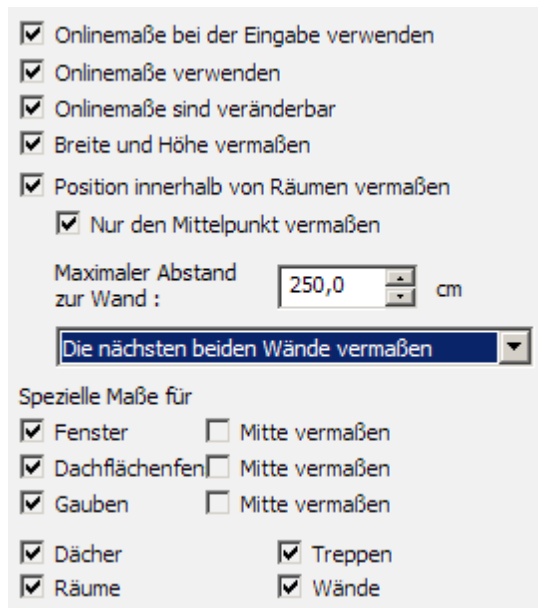 Onlinemaße bei der Eingabe verwenden
Onlinemaße verwenden
Onlinemaße sind veränderbar
Breite und Höhe vermaßen
Position innerhalb von Räumen vermaßen
Nur den Mittelpunkt vermaßen
Maximaler Abstand
zur Wand : 250,0 cm
Die nächsten beiden Wände vermaßen
Spezielle Maße für
Fenster Mitte vermaßen
Dachflächenfen Mitte vermaßen
Gauben Mitte vermaßen
Dächer Treppen
Räume Wände